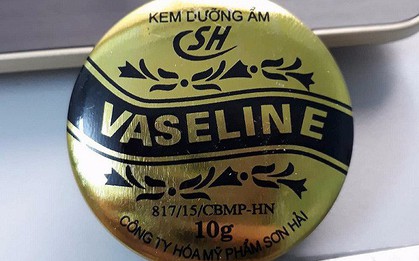 KEM DƯỠNG ẨM
SH
VASELINE
817/15/CBMP-HN
10g
CÔNG TY HÓA MỸ PHẨM SƠN HẢI